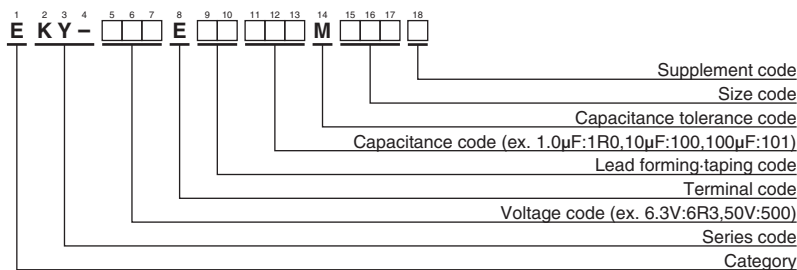 1 2 3 4 5 6 7 8 9 10 11 12 13 14 15 16 17 18
E K Y – E M
Supplement code
Size code
Capacitance tolerance code
Capacitance code (ex. 1.0µF:1R0,10µF:100,100µF:101)
Lead forming·taping code
Terminal code
Voltage code (ex. 6.3V:6R3,50V:500)
Series code
Category